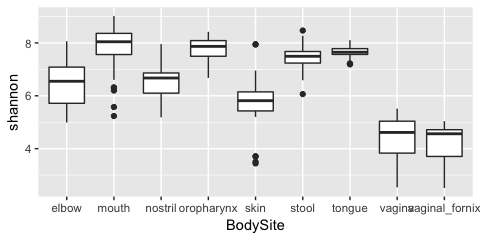 8
6
4
shannon
elbow mouth nostril oropharynx skin stool tongue vagina vaginal_fornix
BodySite